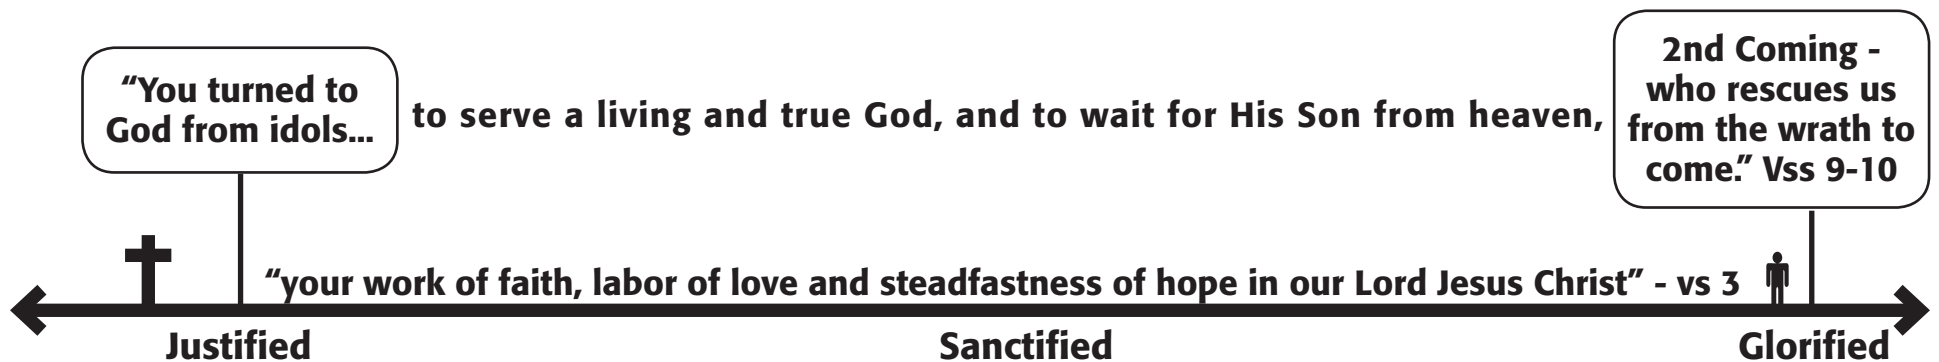 “You turned to
God from idols...
to serve a living and true God, and to wait for His Son from heaven,
2nd Coming -
who rescues us
from the wrath to
come.” Vss 9-10
“your work of faith, labor of love and steadfastness of hope in our Lord Jesus Christ” - vs 3
Justified
Sanctified
Glorified